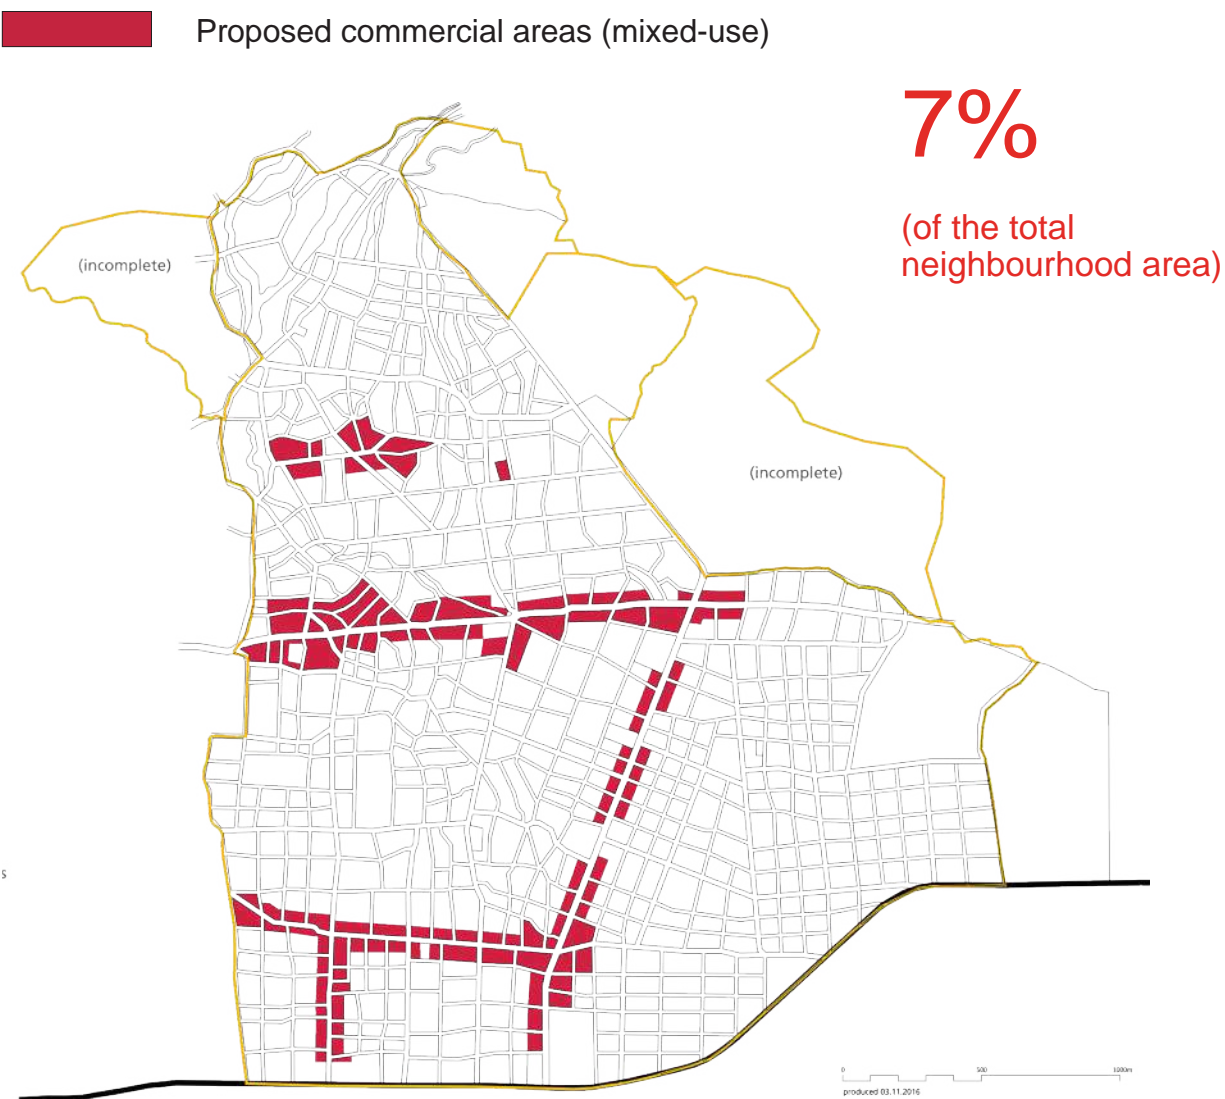 Proposed commercial areas (mixed-use)
7%
(of the total
neighbourhood area)
(incomplete)
(incomplete)
s
0 500 1000m
produced 03.11.2016